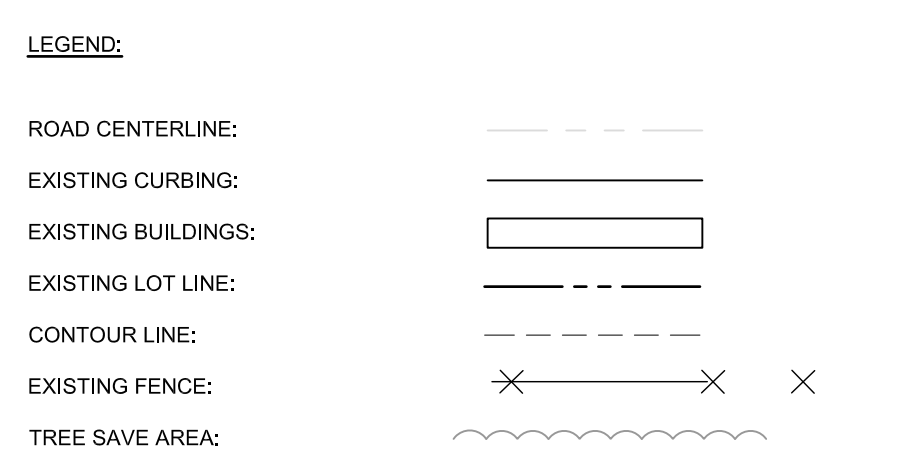 LEGEND:
ROAD CENTERLINE:
EXISTING CURBING:
EXISTING BUILDINGS:
EXISTING LOT LINE:
CONTOUR LINE:
EXISTING FENCE:
TREE SAVE AREA: